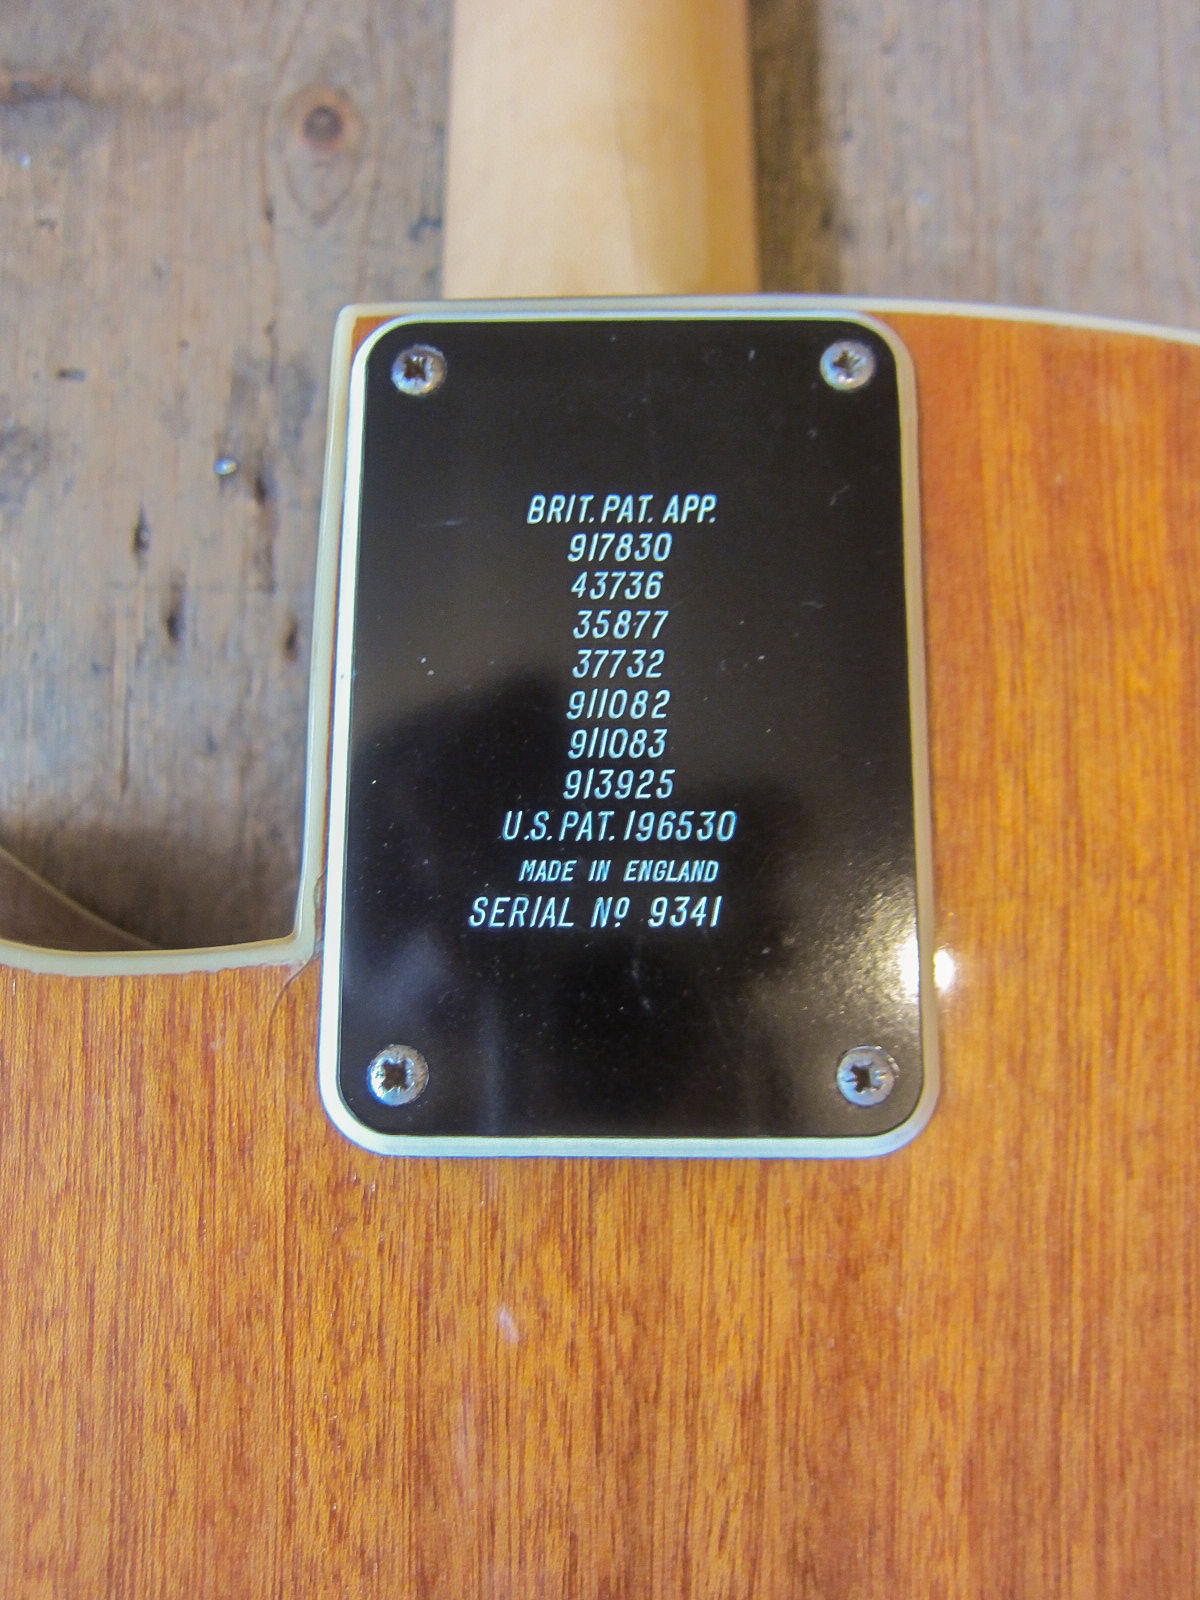 BRIT. PAT. APP.
917830
43736
35877
37732
911082
911083
913925
U.S. PAT. 196530
MADE IN ENGLAND
SERIAL Nº 9341